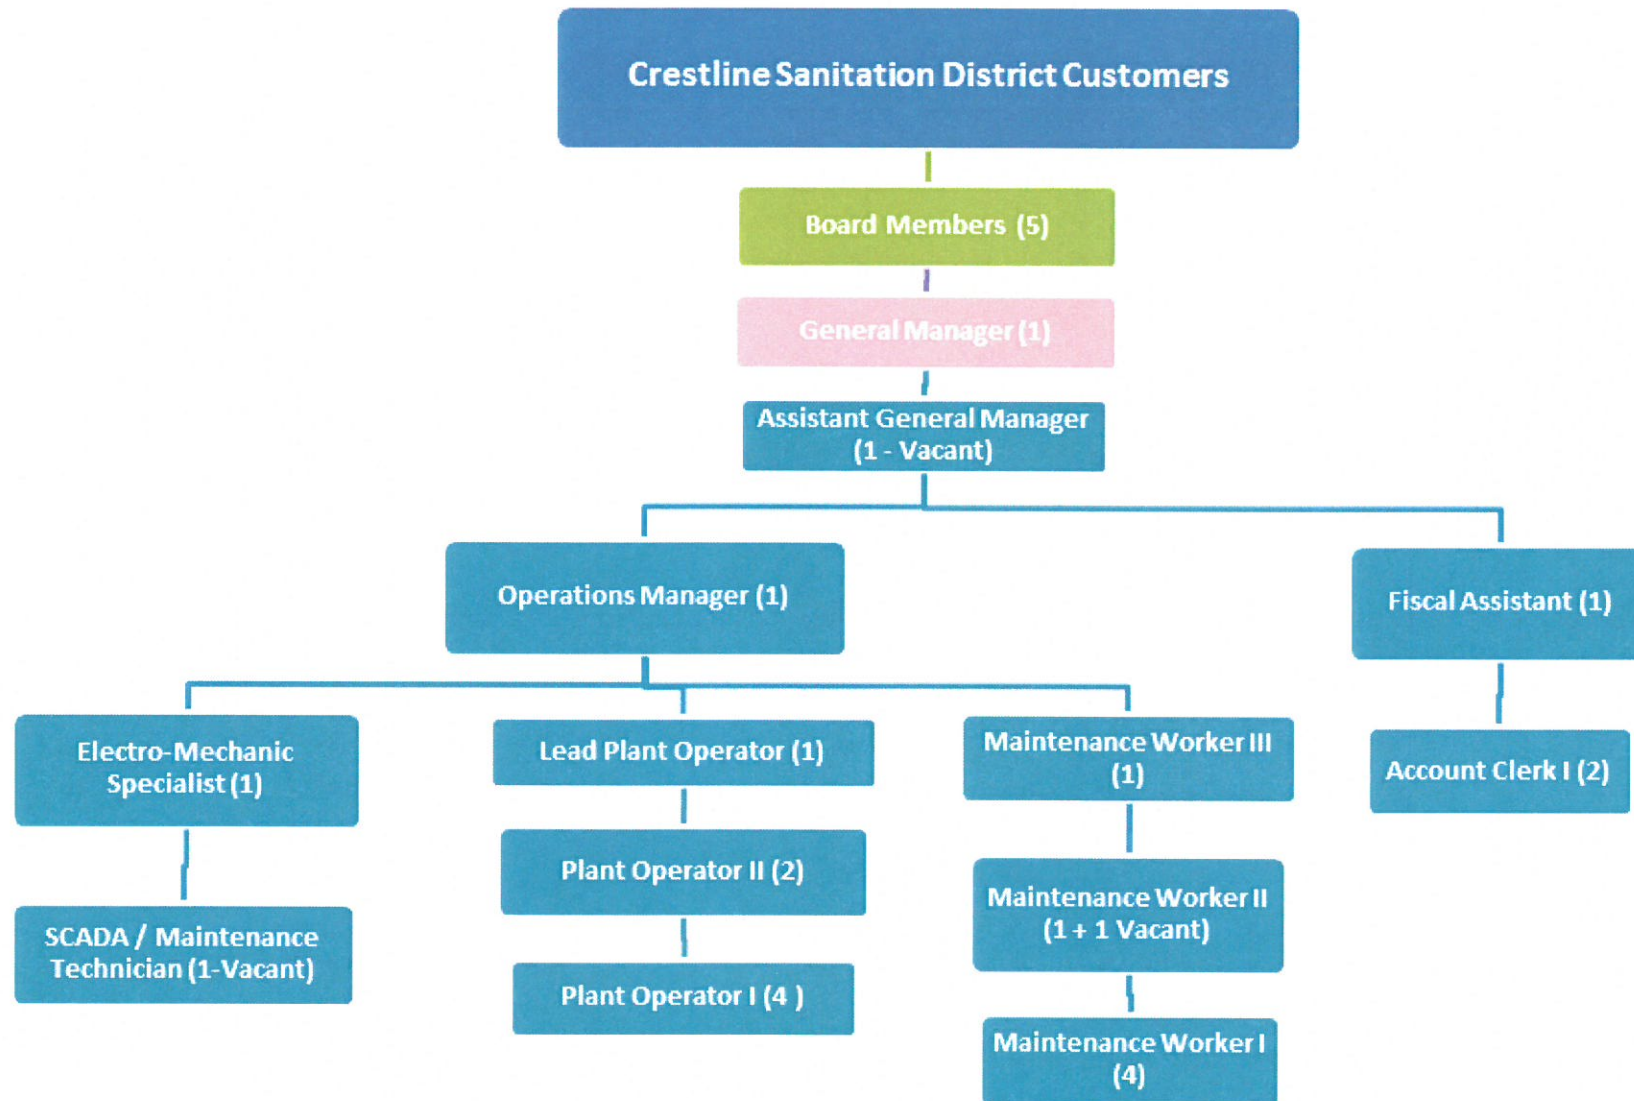 Crestline Sanitation District Customers
Board Members (5)
General Manager (1)
Assistant General Manager
(1 - Vacant)
Operations Manager (1)
Fiscal Assistant (1)
Electro-Mechanic
Specialist (1)
Lead Plant Operator (1)
Maintenance Worker III
(1)
Account Clerk I (2)
Plant Operator II (2)
Maintenance Worker II
(1 + 1 Vacant)
SCADA / Maintenance
Technician (1-Vacant)
Plant Operator I (4 )
Maintenance Worker I
(4)